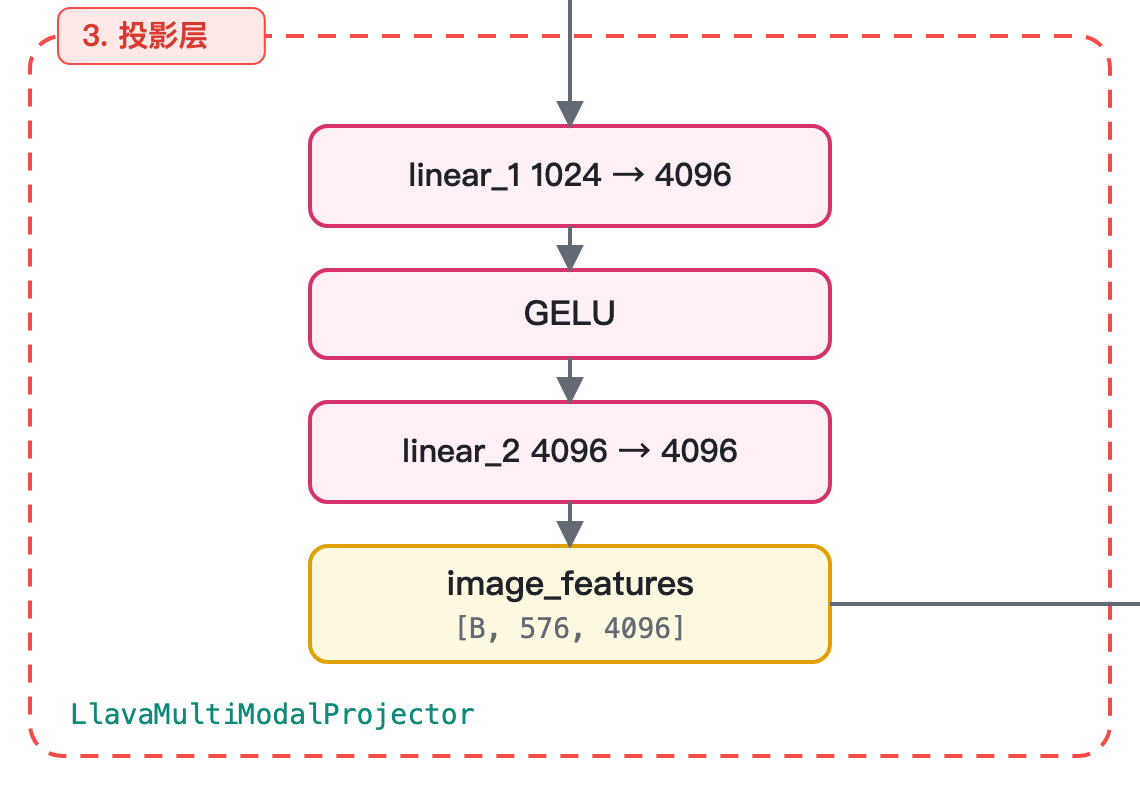 3. 投影层
linear_1 1024 → 4096
GELU
linear_2 4096 → 4096
image_features
[B, 576, 4096]
LlavaMultiModalProjector